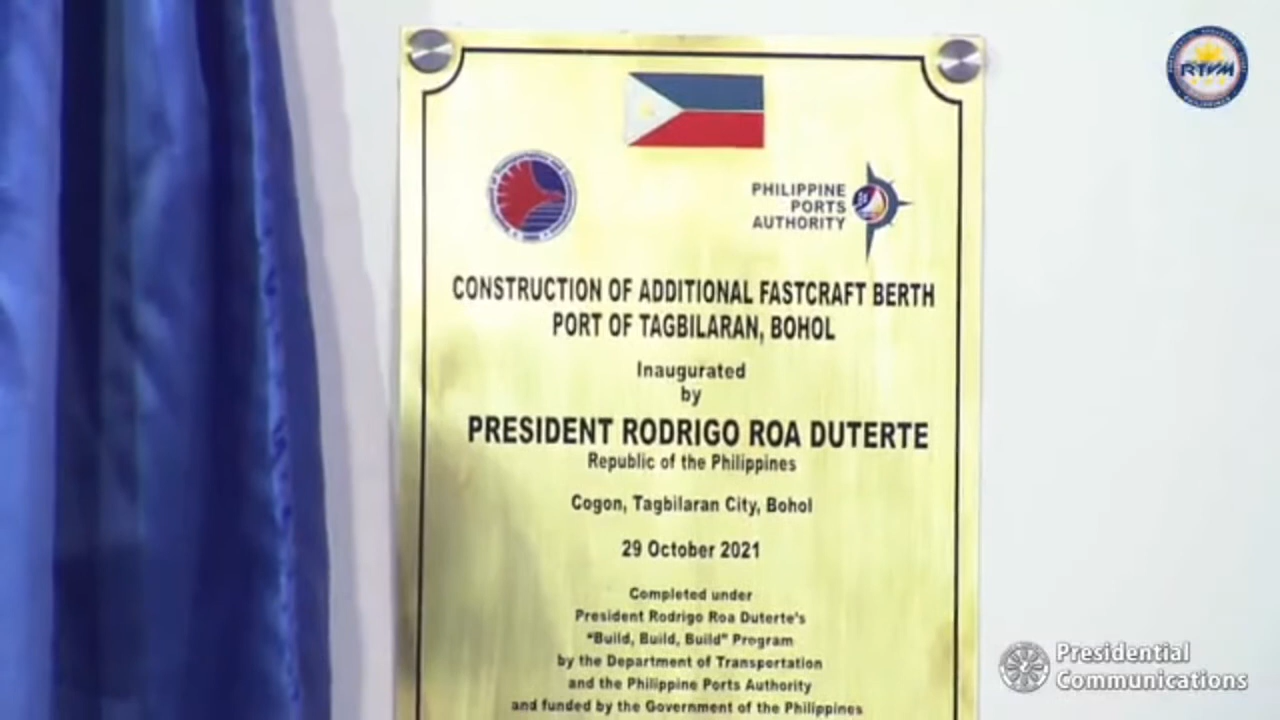 RTVM
PHILIPPINE
PORTS
AUTHORITY
CONSTRUCTION OF ADDITIONAL FASTCRAFT BERTH
PORT OF TAGBILARAN, BOHOL
Inaugurated
by
PRESIDENT RODRIGO ROA DUTERTE
Republic of the Philippines
Cogon, Tagbilaran City, Bohol
29 October 2021
Completed under
President Rodrigo Roa Duterte's
"Build, Build, Build" Program
by the Department of Transportation
and the Philippine Ports Authority
and funded by the Government of the Philippines
Presidential
Communications